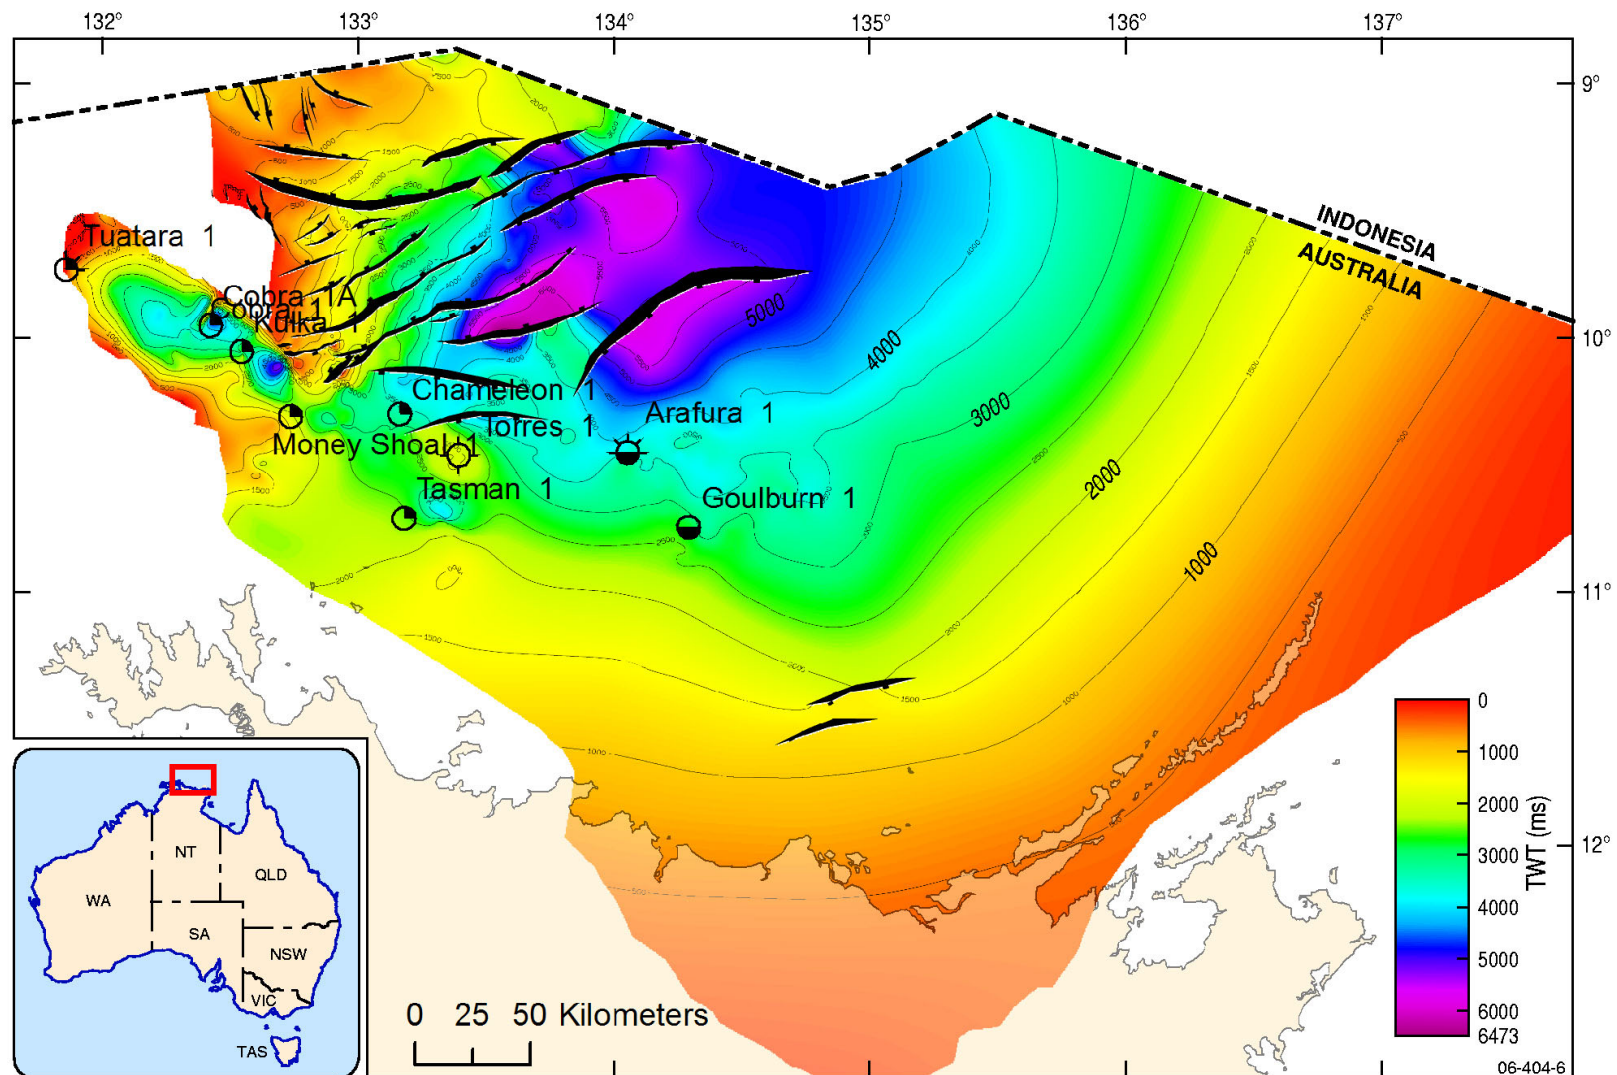 132°
133°
134°
135°
136°
137°
9°
10°
11°
12°
INDONESIA
AUSTRALIA
Tuatara 1
Cobra 1A
Cobra 1
Kulka 1
Chameleon 1
Torres 1
Arafura 1
Money Shoal 1
Tasman 1
Goulburn 1
5000
4000
3000
2000
1000
0
1000
2000
3000
4000
5000
6000
6473
TWT (ms)
NT
QLD
WA
SA
NSW
VIC
TAS
0 25 50 Kilometers
06-404-6